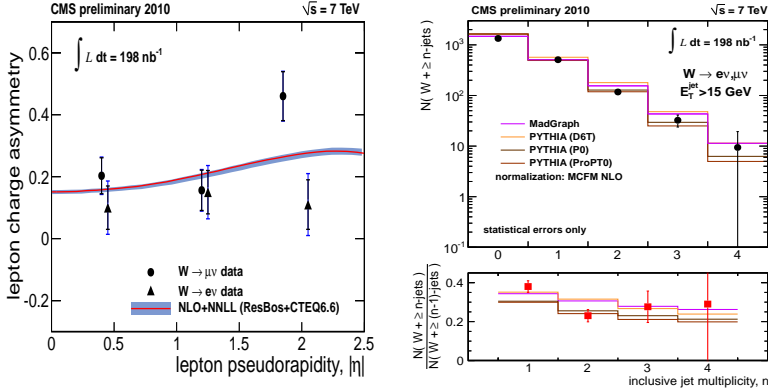 CMS preliminary 2010
√s = 7 TeV
∫ L dt = 198 nb⁻¹
lepton charge asymmetry
0.6
0.4
0.2
0
-0.2
W → μν data
W → eν data
NLO+NNLL (ResBos+CTEQ6.6)
0
0.5
1
1.5
2
2.5
lepton pseudorapidity, |η|
CMS preliminary 2010
√s = 7 TeV
∫ L dt = 198 nb⁻¹
W → eν,μν
E_T^jet >15 GeV
N( W + ≥ n-jets )
10³
10²
10
1
10⁻¹
MadGraph
PYTHIA (D6T)
PYTHIA (P0)
PYTHIA (ProPT0)
normalization: MCFM NLO
statistical errors only
0
1
2
3
4
N( W + ≥ n-jets )
N( W + ≥ (n-1)-jets )
0.4
0.2
0
1
2
3
4
inclusive jet multiplicity, n